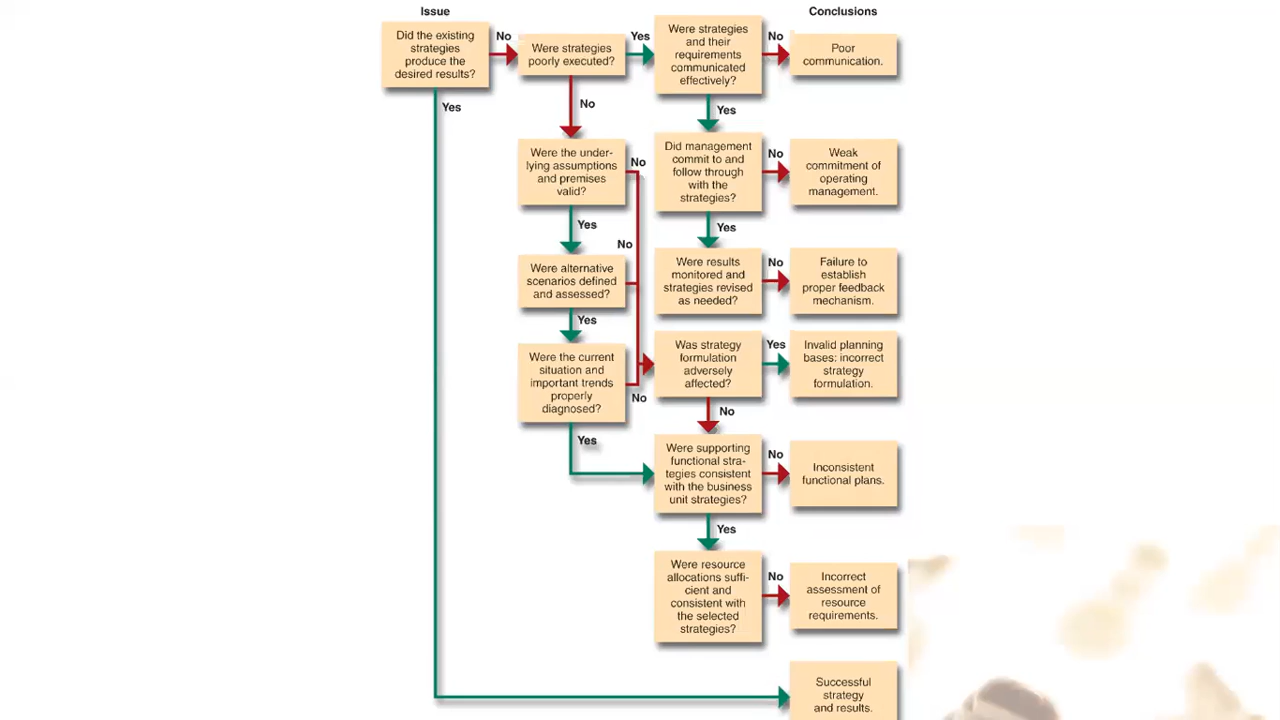 Issue
Conclusions
Did the existing
strategies
produce the
desired results?
No
Were strategies
poorly executed?
Yes
Were strategies
and their
requirements
communicated
effectively?
No
Poor
communication.
Yes
No
Yes
Were the under-
lying assumptions
and premises
valid?
No
Did management
commit to and
follow through
with the
strategies?
No
Weak
commitment of
operating
management.
Yes
Yes
No
Were alternative
scenarios defined
and assessed?
Were results
monitored and
strategies revised
as needed?
No
Failure to
establish
proper feedback
mechanism.
Yes
Were the current
situation and
important trends
properly
diagnosed?
No
Was strategy
formulation
adversely
affected?
Yes
Invalid planning
bases: incorrect
strategy
formulation.
No
Yes
Were supporting
functional stra-
tegies consistent
with the business
unit strategies?
No
Inconsistent
functional plans.
Yes
Were resource
allocations suffi-
cient and
consistent with
the selected
strategies?
No
Incorrect
assessment of
resource
requirements.
Successful
strategy
and results.